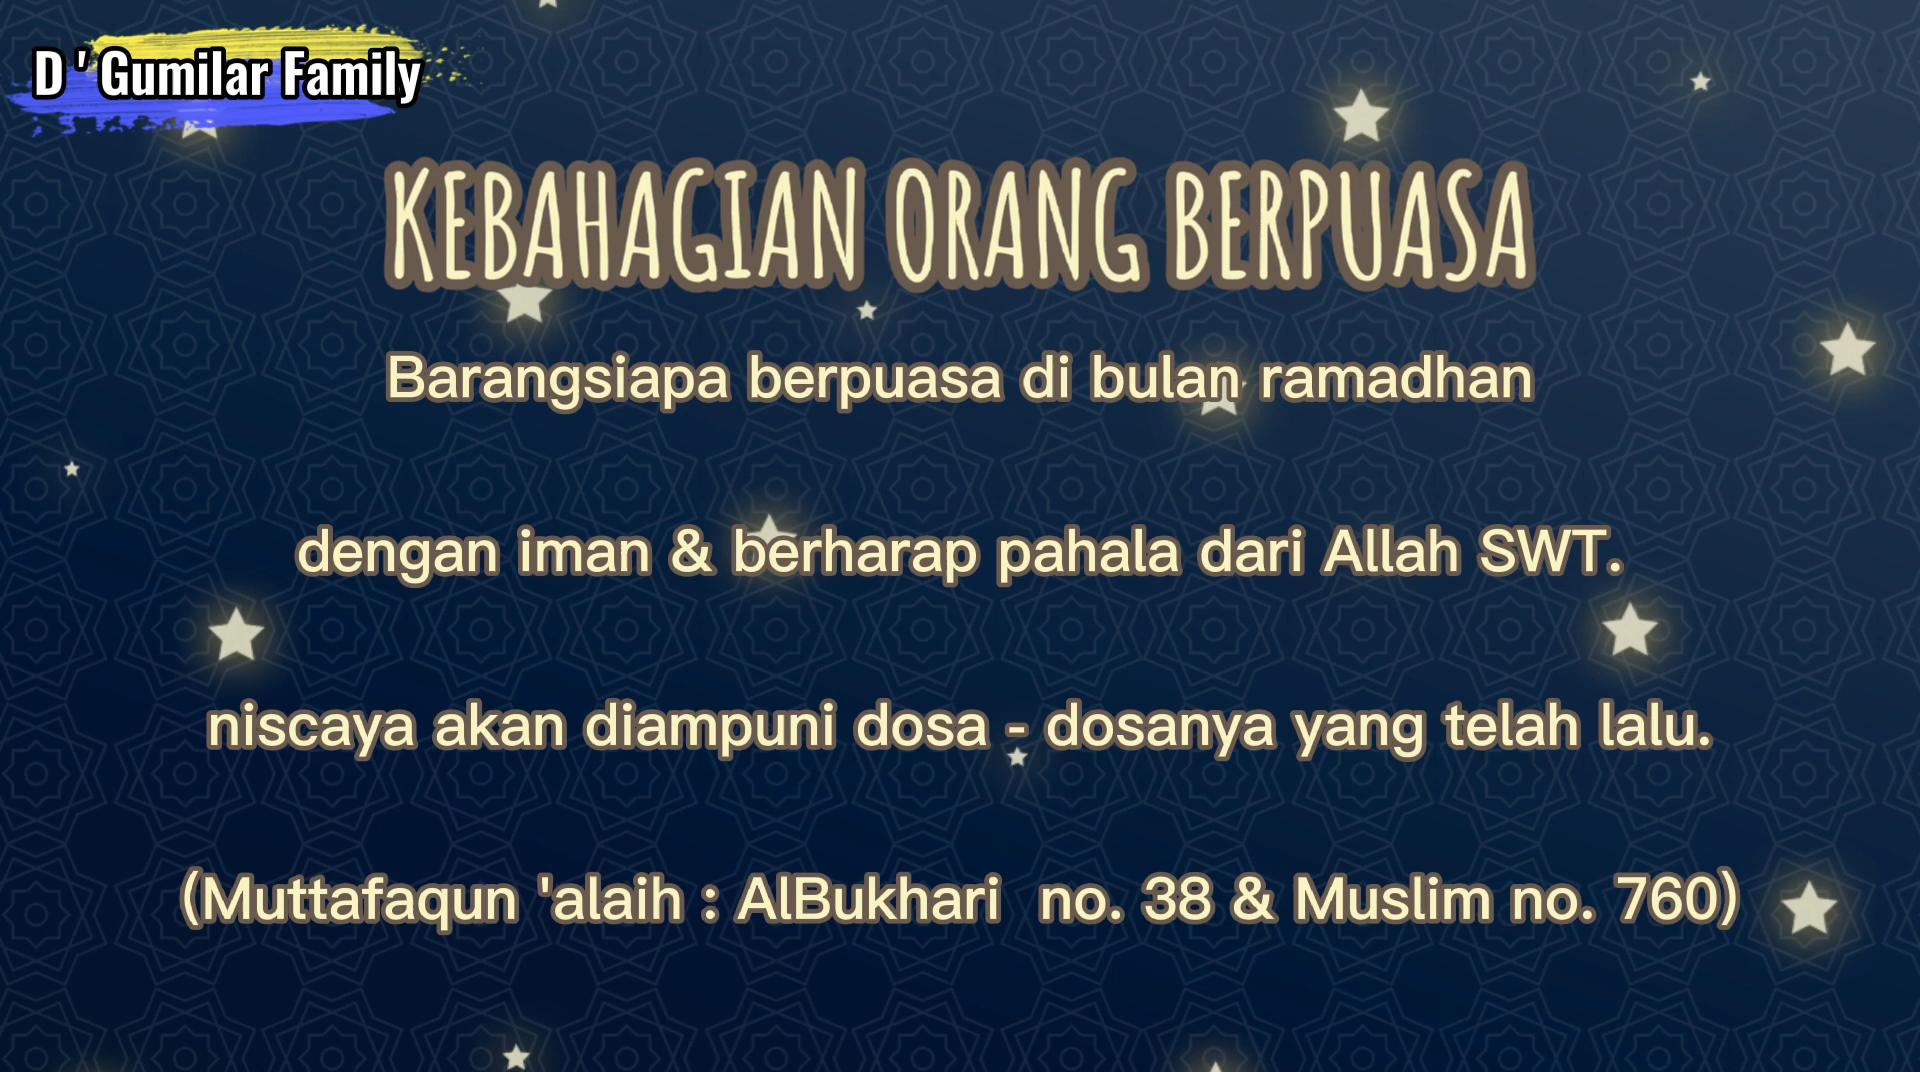 D ' Gumilar Family
KEBAHAGIAN ORANG BERPUASA
Barangsiapa berpuasa di bulan ramadhan
dengan iman & berharap pahala dari Allah SWT.
niscaya akan diampuni dosa - dosanya yang telah lalu.
(Muttafaqun 'alaih : AlBukhari no. 38 & Muslim no. 760)